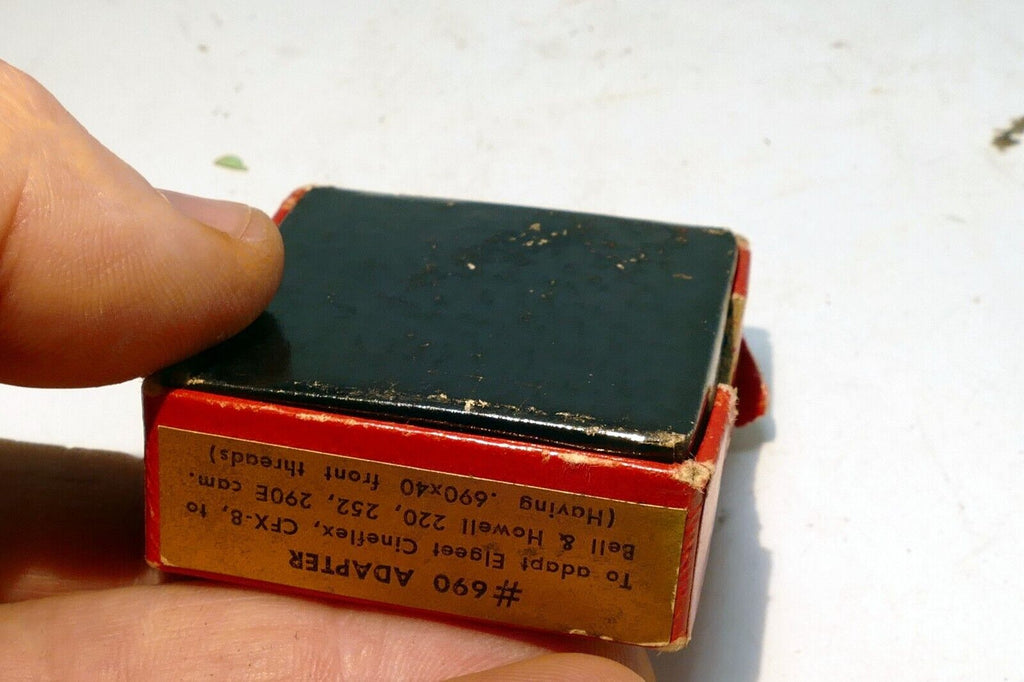 #690 ADAPTER
To adapt Elgeet Cineflex, CFX-8, to
Bell & Howell 220, 252, 290E cam.
(Having .690x40 front threads)